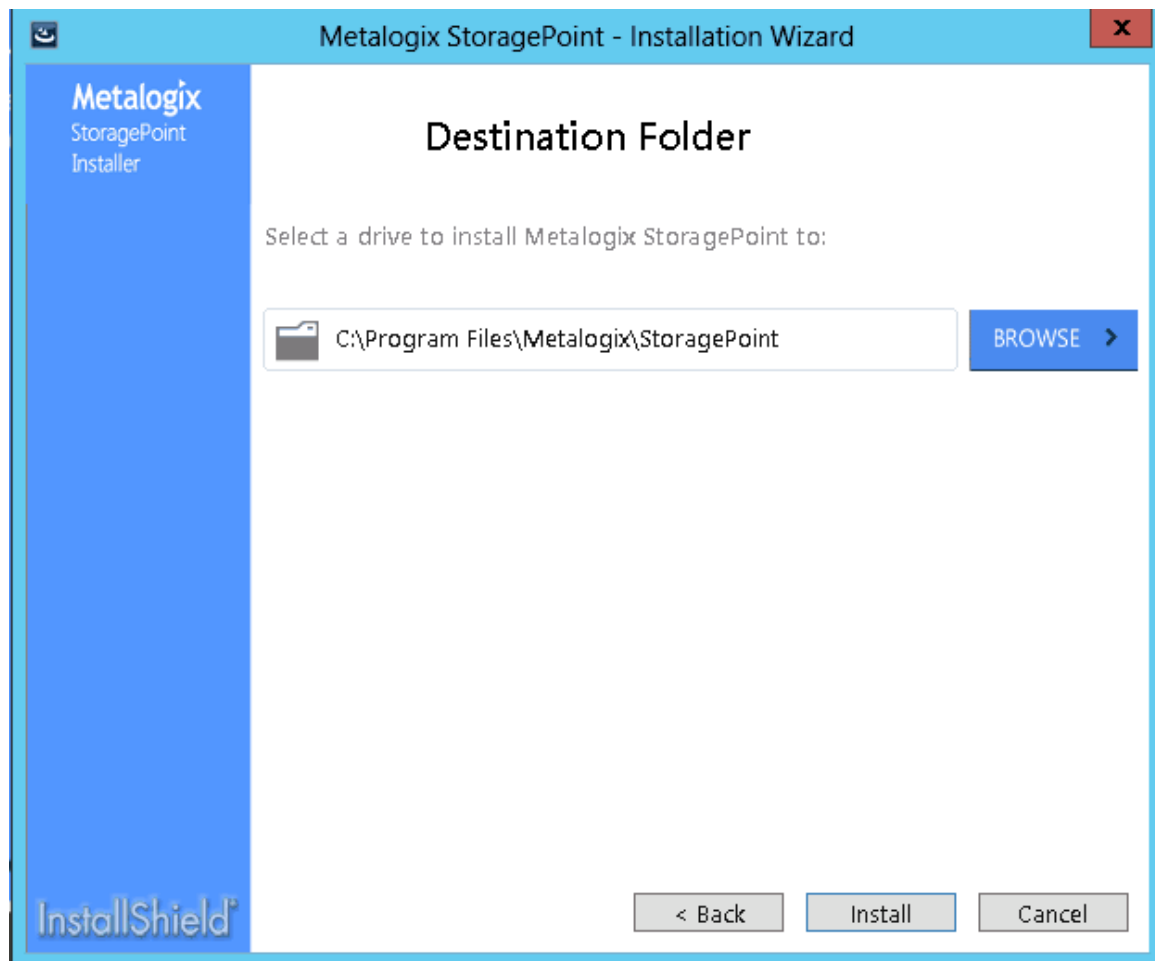 Metalogix StoragePoint - Installation Wizard
x
Metalogix
StoragePoint
Installer
Destination Folder
Select a drive to install Metalogix StoragePoint to:
C:\Program Files\Metalogix\StoragePoint
BROWSE >
InstallShield®
< Back
Install
Cancel